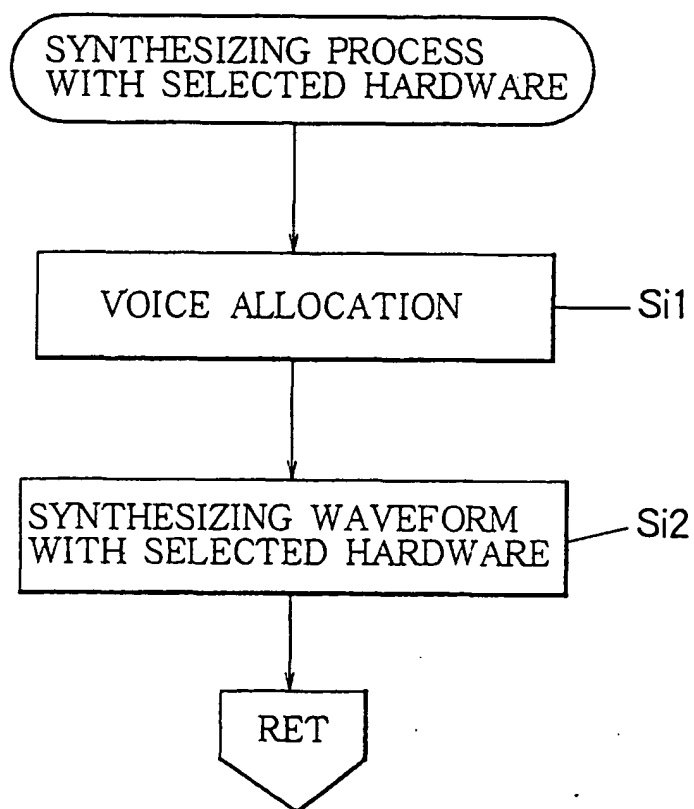 SYNTHESIZING PROCESS
WITH SELECTED HARDWARE
VOICE ALLOCATION
Si1
SYNTHESIZING WAVEFORM
WITH SELECTED HARDWARE
Si2
RET